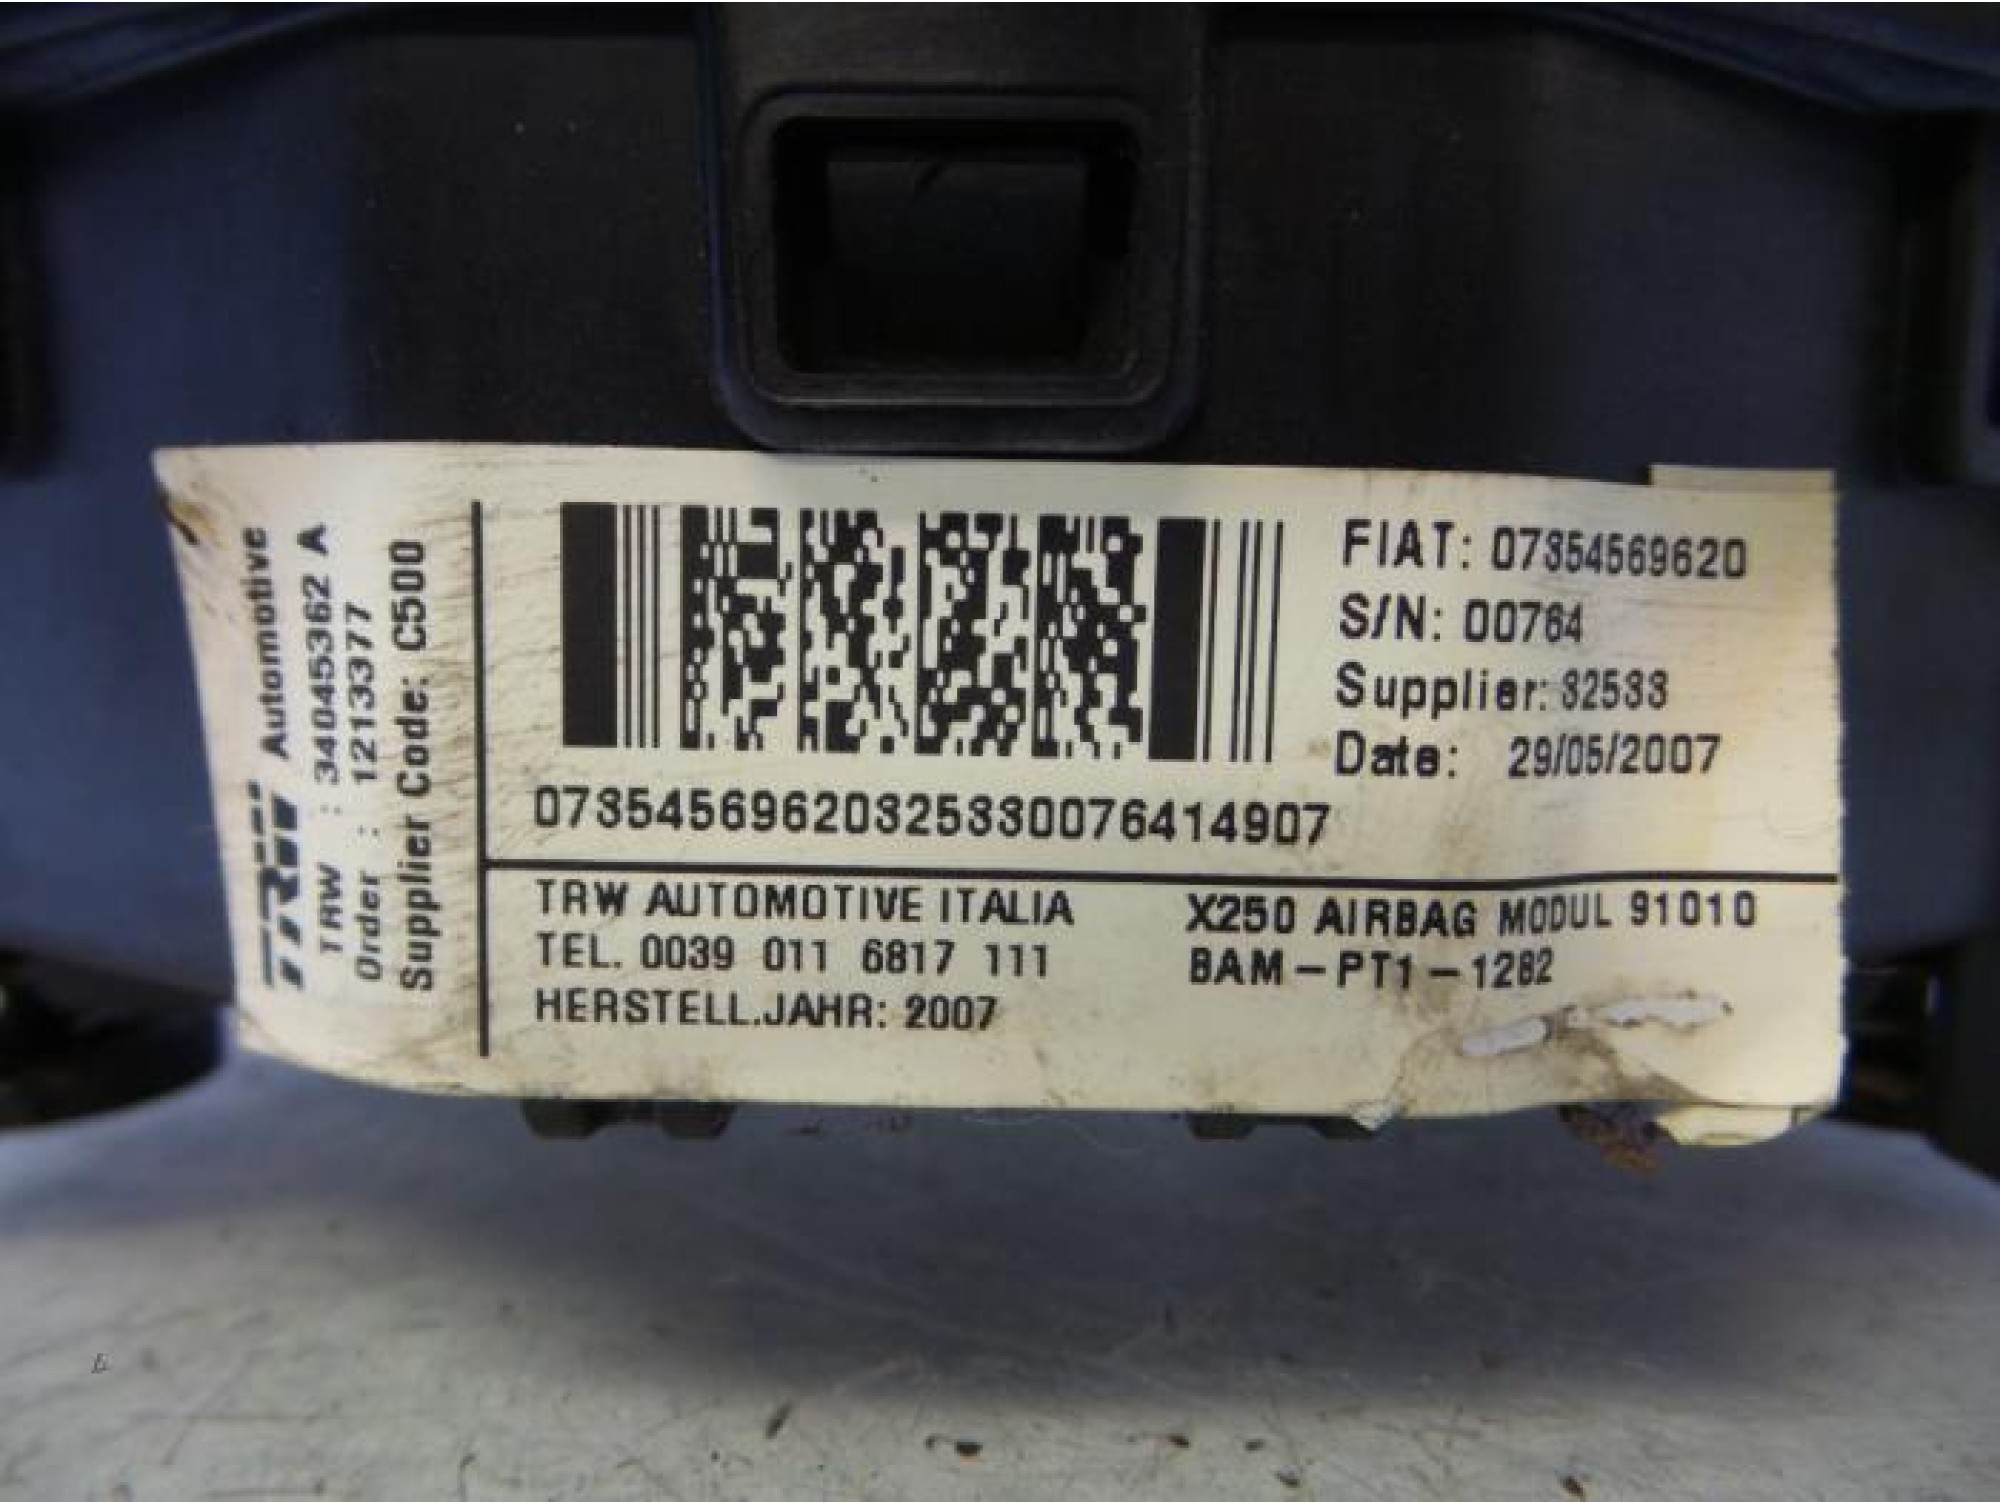 TRW Automotive
TRW : 34045362 A
Order : 1213377
Supplier Code: C500
FIAT: 07354569620
S/N: 00764
Supplier: 32533
Date: 29/05/2007
07354569620325330076414907
TRW AUTOMOTIVE ITALIA
TEL. 0039 011 6817 111
HERSTELL.JAHR: 2007
X250 AIRBAG MODUL 91010
BAM-PT1-1282